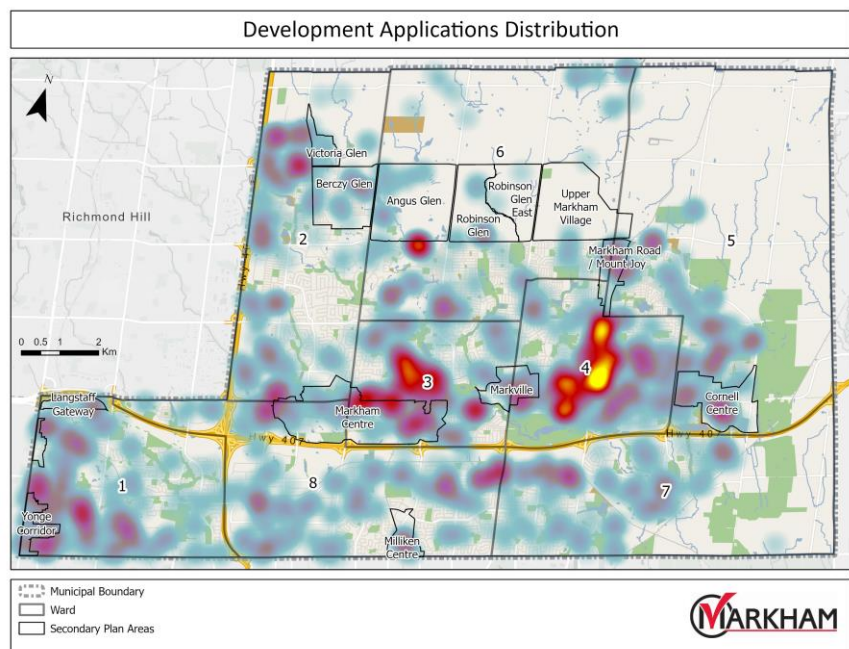 Development Applications Distribution
N
Richmond Hill
0 0.5 1 2
Km
6
Victoria Glen
Berczy Glen
Angus Glen
Robinson
Glen
Robinson
Glen
East
Upper
Markham
Village
2
5
Markham Road
/ Mount Joy
3
4
Markville
Langstaff
Gateway
Markham
Centre
Cornell
Centre
Hwy 407
Hwy 407
1
8
7
Yonge
Corridor
Milliken
Centre
Municipal Boundary
Ward
Secondary Plan Areas
MARKHAM